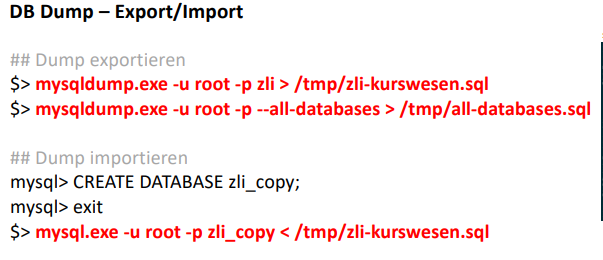 DB Dump – Export/Import
## Dump exportieren
$> mysqldump.exe -u root -p zli > /tmp/zli-kurswesen.sql
$> mysqldump.exe -u root -p --all-databases > /tmp/all-databases.sql
## Dump importieren
mysql> CREATE DATABASE zli_copy;
mysql> exit
$> mysql.exe -u root -p zli_copy < /tmp/zli-kurswesen.sql